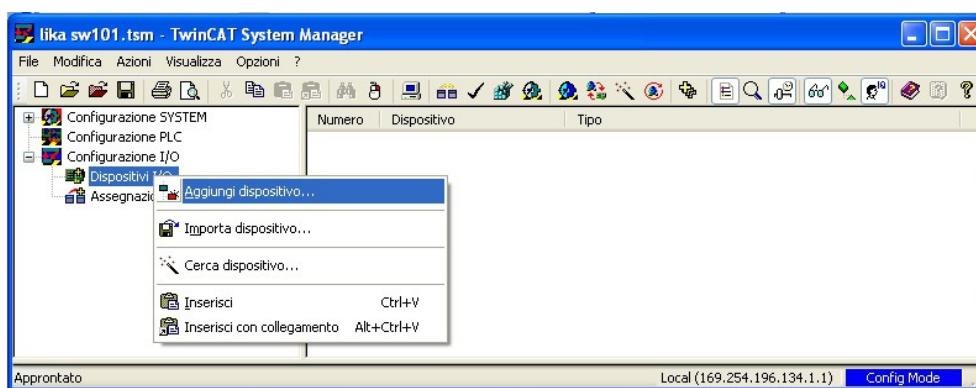 lika sw101.tsm - TwinCAT System Manager
File Modifica Azioni Visualizza Opzioni ?
Configurazione SYSTEM
Configurazione PLC
Configurazione I/O
Dispositivi I/O
Assegnazio
Numero Dispositivo Tipo
Aggiungi dispositivo...
Importa dispositivo...
Cerca dispositivo...
Inserisci Ctrl+V
Inserisci con collegamento Alt+Ctrl+V
Approntato Local (169.254.196.134.1.1) Config Mode